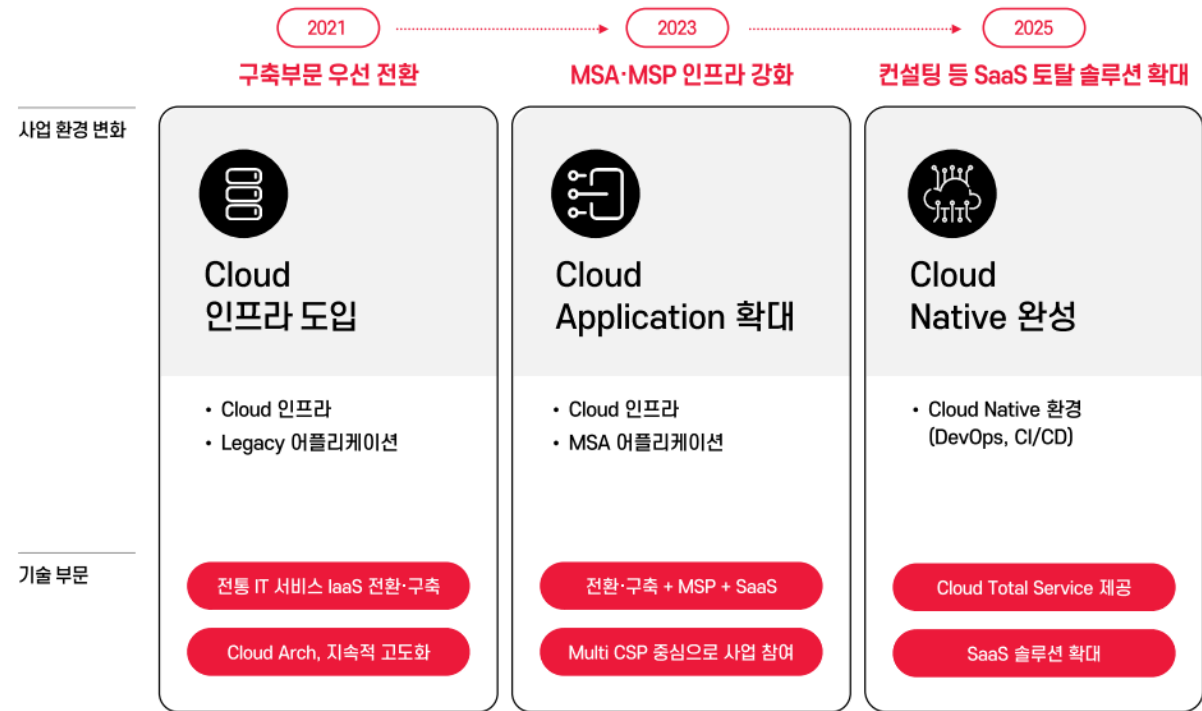 2021
2023
2025
구축부문 우선 전환
MSA·MSP 인프라 강화
컨설팅 등 SaaS 토탈 솔루션 확대
사업 환경 변화
Cloud
인프라 도입
• Cloud 인프라
• Legacy 어플리케이션
Cloud
Application 확대
• Cloud 인프라
• MSA 어플리케이션
Cloud
Native 완성
• Cloud Native 환경
(DevOps, CI/CD)
기술 부문
전통 IT 서비스 IaaS 전환·구축
Cloud Arch, 지속적 고도화
전환·구축 + MSP + SaaS
Multi CSP 중심으로 사업 참여
Cloud Total Service 제공
SaaS 솔루션 확대